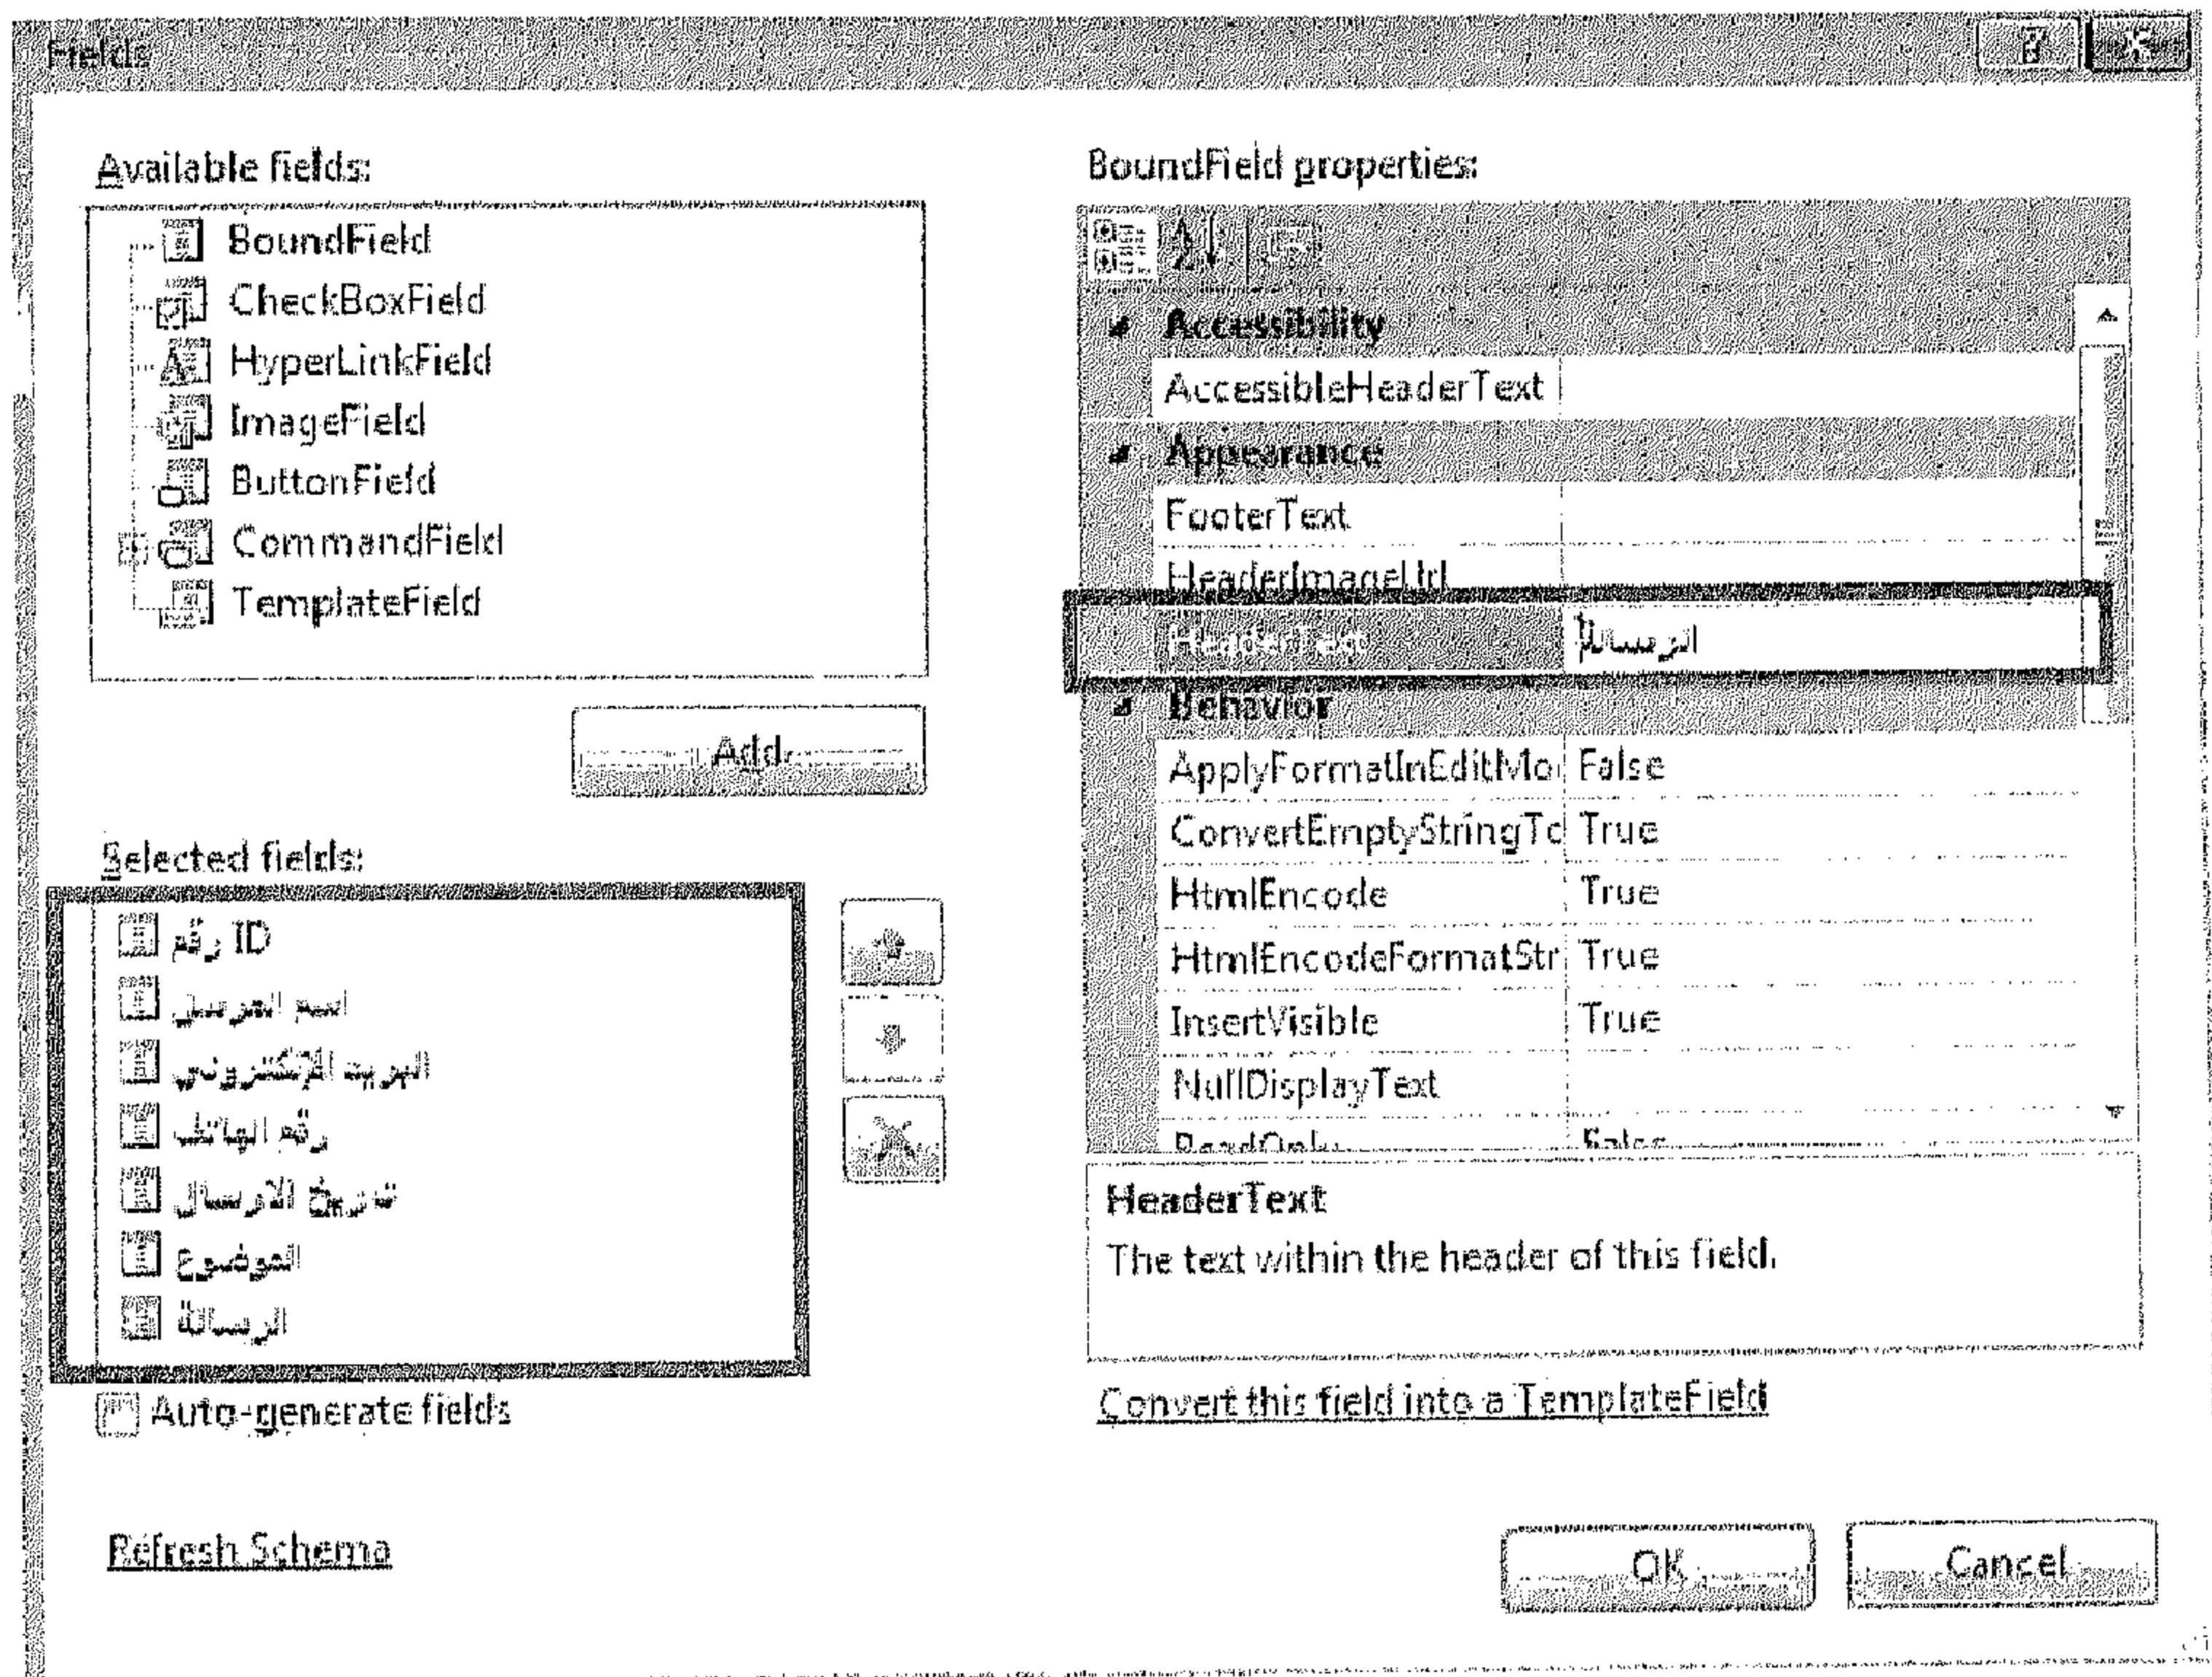 Fields
Available fields:
BoundField
CheckBoxField
HyperLinkField
ImageField
ButtonField
CommandField
TemplateField
Add
Selected fields:
رقم ID
اسم المرسل
البريد الإلكتروني
رقم الهاتف
تاريخ الارسال
الموضوع
الرسالة
Auto-generate fields
Refresh Schema
BoundField properties:
Accessibility
AccessibleHeaderText
Appearance
FooterText
HeaderImageUrl
HeaderText الرسالة
Behavior
ApplyFormatInEditMo False
ConvertEmptyStringTo True
HtmlEncode True
HtmlEncodeFormatStr True
InsertVisible True
NullDisplayText
ReadOnly False
HeaderText
The text within the header of this field.
Convert this field into a TemplateField
OK Cancel